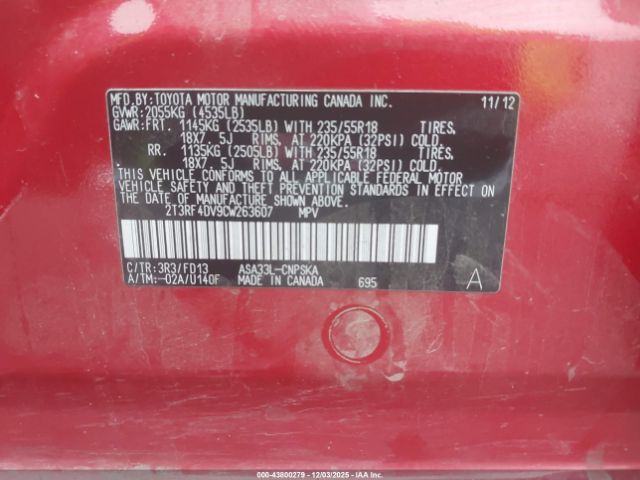 MFD.BY:TOYOTA MOTOR MANUFACTURING CANADA INC. 11/12
GVWR:2055KG (4535LB)
GAWR:FRT. 1145KG (2535LB) WITH 235/55R18 TIRES,
18X7. 5J RIMS, AT 220KPA (32PSI) COLD.
RR. 1135KG (2505LB) WITH 235/55R18 TIRES,
18X7. 5J RIMS, AT 220KPA (32PSI) COLD.
THIS VEHICLE CONFORMS TO ALL APPLICABLE FEDERAL MOTOR
VEHICLE SAFETY AND THEFT PREVENTION STANDARDS IN EFFECT ON
THE DATE OF MANUFACTURE SHOWN ABOVE.
2T3RF4DV9CW263607 MPV
C/TR:3R3/FD13 ASA33L-CNPSKA
A/TM:-02A/U140F MADE IN CANADA 695 A
000-43800279 - 12/03/2025 - IAAI.COM